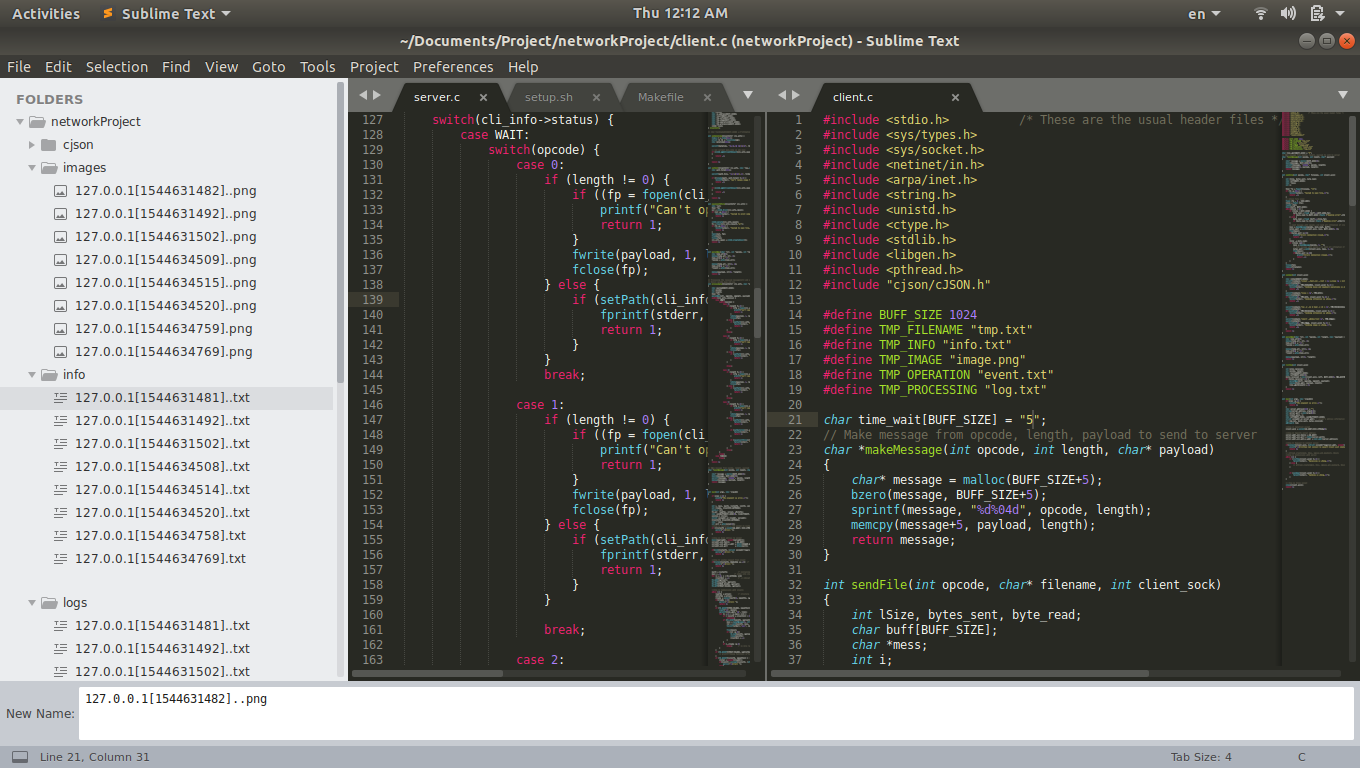 Activities Sublime Text Thu 12:12 AM en
~/Documents/Project/networkProject/client.c (networkProject) - Sublime Text
File Edit Selection Find View Goto Tools Project Preferences Help
FOLDERS
networkProject
cjson
images
127.0.0.1[1544631482]..png
127.0.0.1[1544631492]..png
127.0.0.1[1544631502]..png
127.0.0.1[1544634509]..png
127.0.0.1[1544634515]..png
127.0.0.1[1544634520]..png
127.0.0.1[1544634759].png
127.0.0.1[1544634769].png
info
127.0.0.1[1544631481]..txt
127.0.0.1[1544631492]..txt
127.0.0.1[1544631502]..txt
127.0.0.1[1544634508]..txt
127.0.0.1[1544634514]..txt
127.0.0.1[1544634520]..txt
127.0.0.1[1544634758].txt
127.0.0.1[1544634769].txt
logs
127.0.0.1[1544631481]..txt
127.0.0.1[1544631492]..txt
127.0.0.1[1544631502]..txt
server.c setup.sh Makefile
127 switch(cli_info->status) {
128 case WAIT:
129 switch(opcode) {
130 case 0:
131 if (length != 0) {
132 if ((fp = fopen(cli_
133 printf("Can't op
134 return 1;
135 }
136 fwrite(payload, 1,
137 fclose(fp);
138 } else {
139 if (setPath(cli_info
140 fprintf(stderr,
141 return 1;
142 }
143 }
144 break;
145
146 case 1:
147 if (length != 0) {
148 if ((fp = fopen(cli_
149 printf("Can't op
150 return 1;
151 }
152 fwrite(payload, 1,
153 fclose(fp);
154 } else {
155 if (setPath(cli_info
156 fprintf(stderr,
157 return 1;
158 }
159 }
160
161 break;
162
163 case 2:
client.c
1 #include <stdio.h> /* These are the usual header files */
2 #include <sys/types.h>
3 #include <sys/socket.h>
4 #include <netinet/in.h>
5 #include <arpa/inet.h>
6 #include <string.h>
7 #include <unistd.h>
8 #include <ctype.h>
9 #include <stdlib.h>
10 #include <libgen.h>
11 #include <pthread.h>
12 #include "cjson/cJSON.h"
13
14 #define BUFF_SIZE 1024
15 #define TMP_FILENAME "tmp.txt"
16 #define TMP_INFO "info.txt"
17 #define TMP_IMAGE "image.png"
18 #define TMP_OPERATION "event.txt"
19 #define TMP_PROCESSING "log.txt"
20
21 char time_wait[BUFF_SIZE] = "5";
22 // Make message from opcode, length, payload to send to server
23 char *makeMessage(int opcode, int length, char* payload)
24 {
25 char* message = malloc(BUFF_SIZE+5);
26 bzero(message, BUFF_SIZE+5);
27 sprintf(message, "%d%04d", opcode, length);
28 memcpy(message+5, payload, length);
29 return message;
30 }
31
32 int sendFile(int opcode, char* filename, int client_sock)
33 {
34 int lSize, bytes_sent, byte_read;
35 char buff[BUFF_SIZE];
36 char *mess;
37 int i;
New Name: 127.0.0.1[1544631482]..png
Line 21, Column 31 Tab Size: 4 C